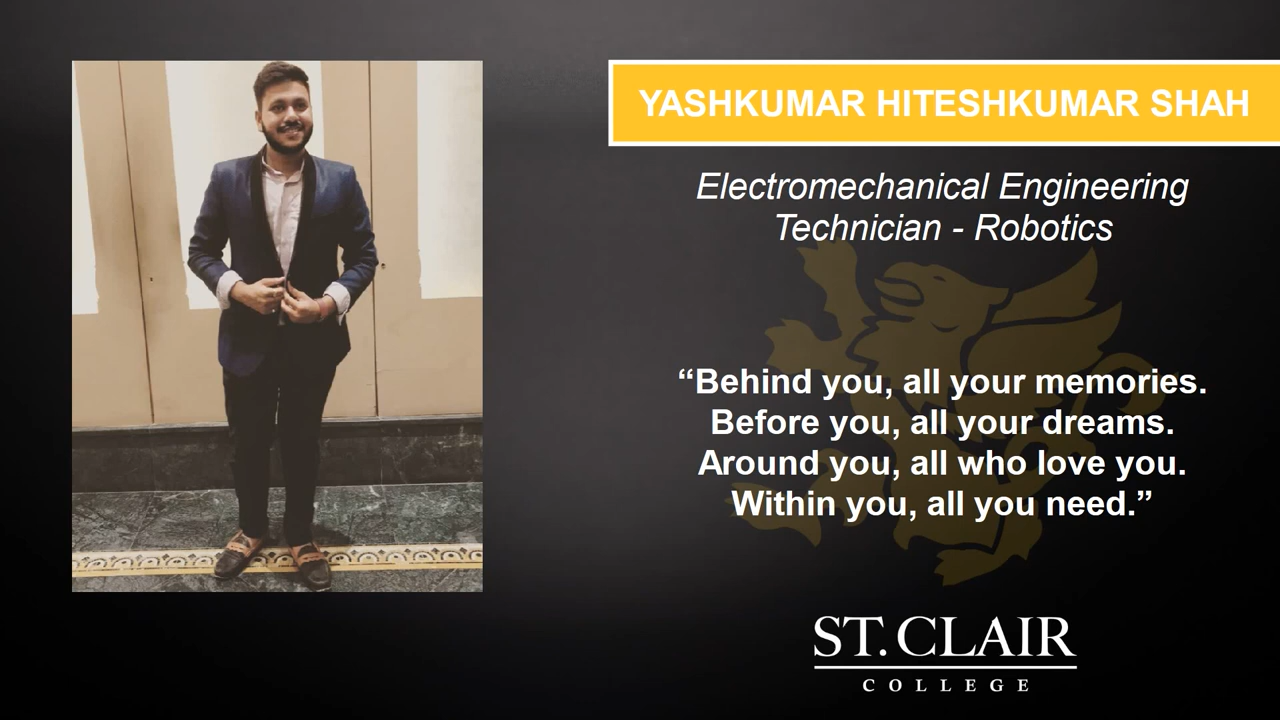 YASHKUMAR HITESHKUMAR SHAH
Electromechanical Engineering
Technician - Robotics
“Behind you, all your memories.
Before you, all your dreams.
Around you, all who love you.
Within you, all you need.”
ST. CLAIR
COLLEGE